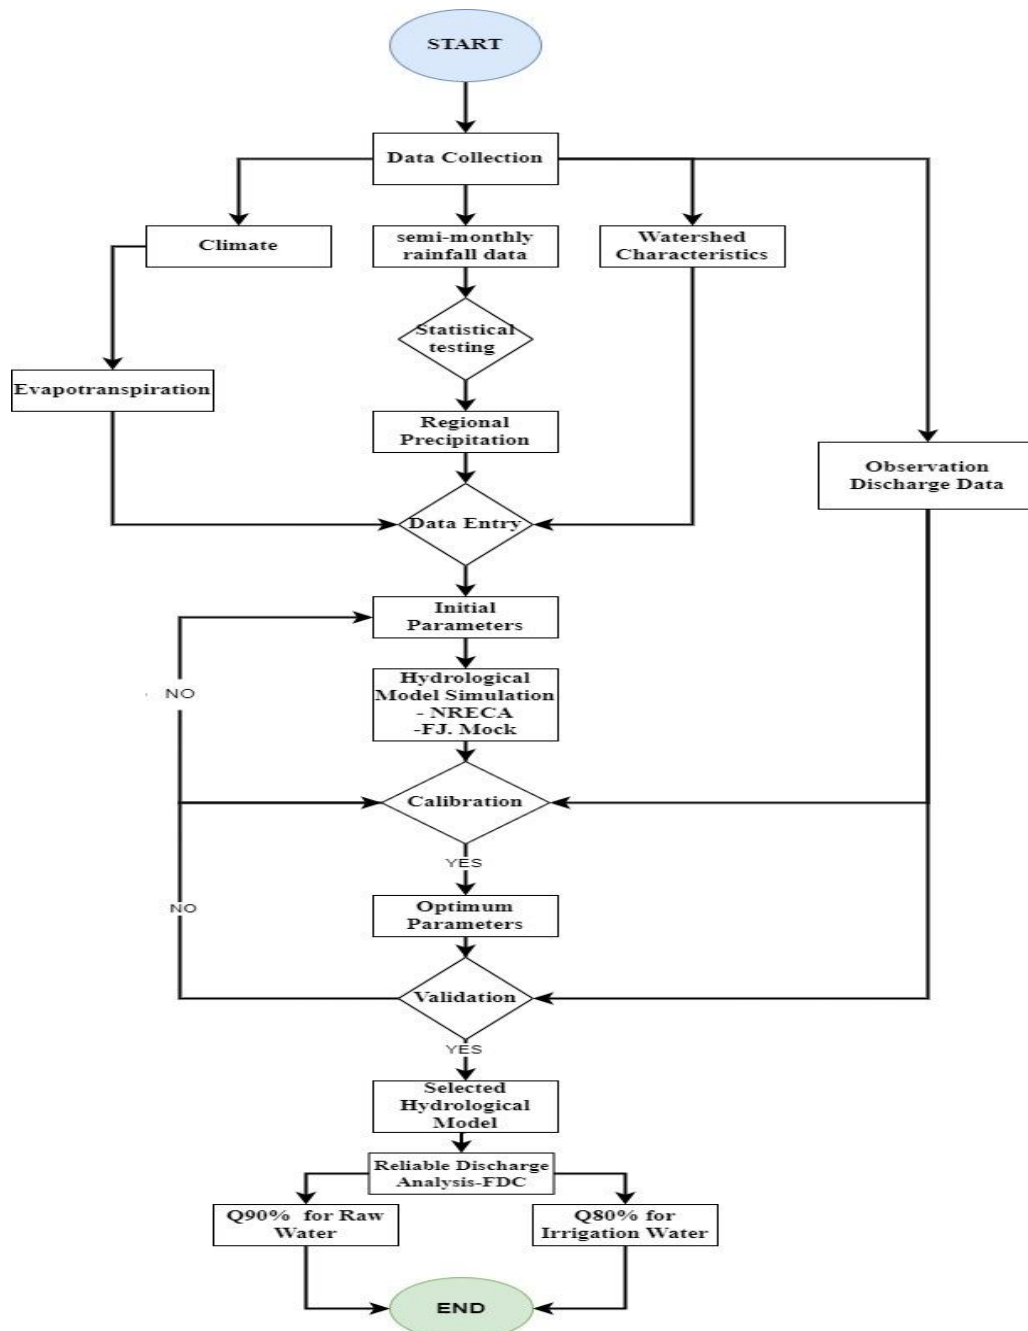 START
Data Collection
Climate
semi-monthly
rainfall data
Watershed
Characteristics
Statistical
testing
Evapotranspiration
Regional
Precipitation
Observation
Discharge Data
Data Entry
Initial
Parameters
Hydrological
Model Simulation
- NRECA
-FJ. Mock
NO
Calibration
YES
NO
Optimum
Parameters
Validation
YES
Selected
Hydrological
Model
Reliable Discharge
Analysis-FDC
Q90% for Raw
Water
Q80% for
Irrigation Water
END